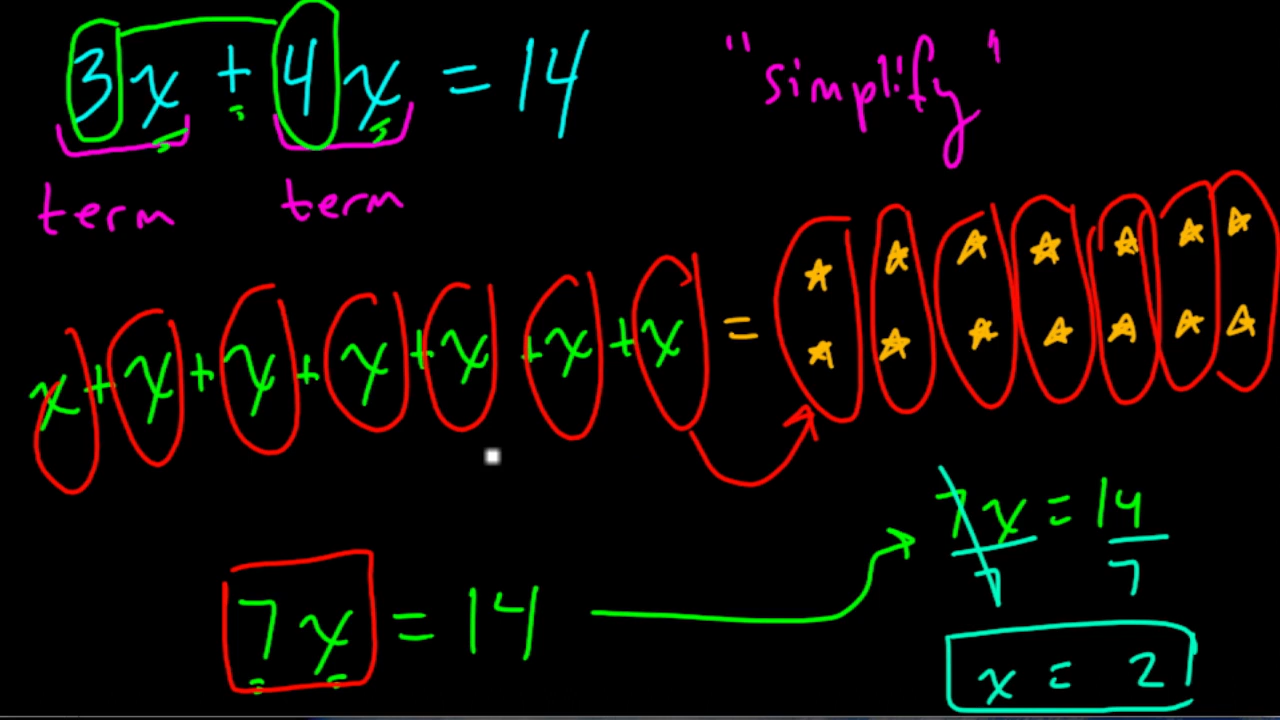 3x + 4x = 14
"simplify"
term term
x + x + x + x + x + x + x =
7x = 14
7x = 14
7 7
x = 2